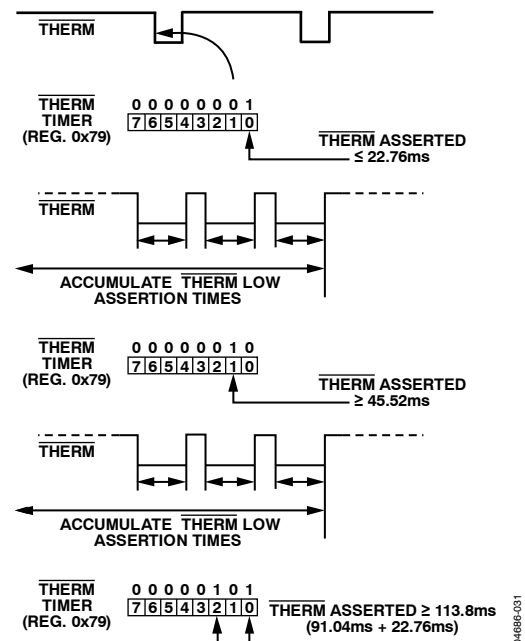 THERM
THERM
TIMER
(REG. 0x79)
0 0 0 0 0 0 0 1
7 6 5 4 3 2 1 0
THERM ASSERTED
≤ 22.76ms
THERM
ACCUMULATE THERM LOW
ASSERTION TIMES
THERM
TIMER
(REG. 0x79)
0 0 0 0 0 0 1 0
7 6 5 4 3 2 1 0
THERM ASSERTED
≥ 45.52ms
THERM
ACCUMULATE THERM LOW
ASSERTION TIMES
THERM
TIMER
(REG. 0x79)
0 0 0 0 0 1 0 1
7 6 5 4 3 2 1 0
THERM ASSERTED ≥ 113.8ms
(91.04ms + 22.76ms)
04686-031